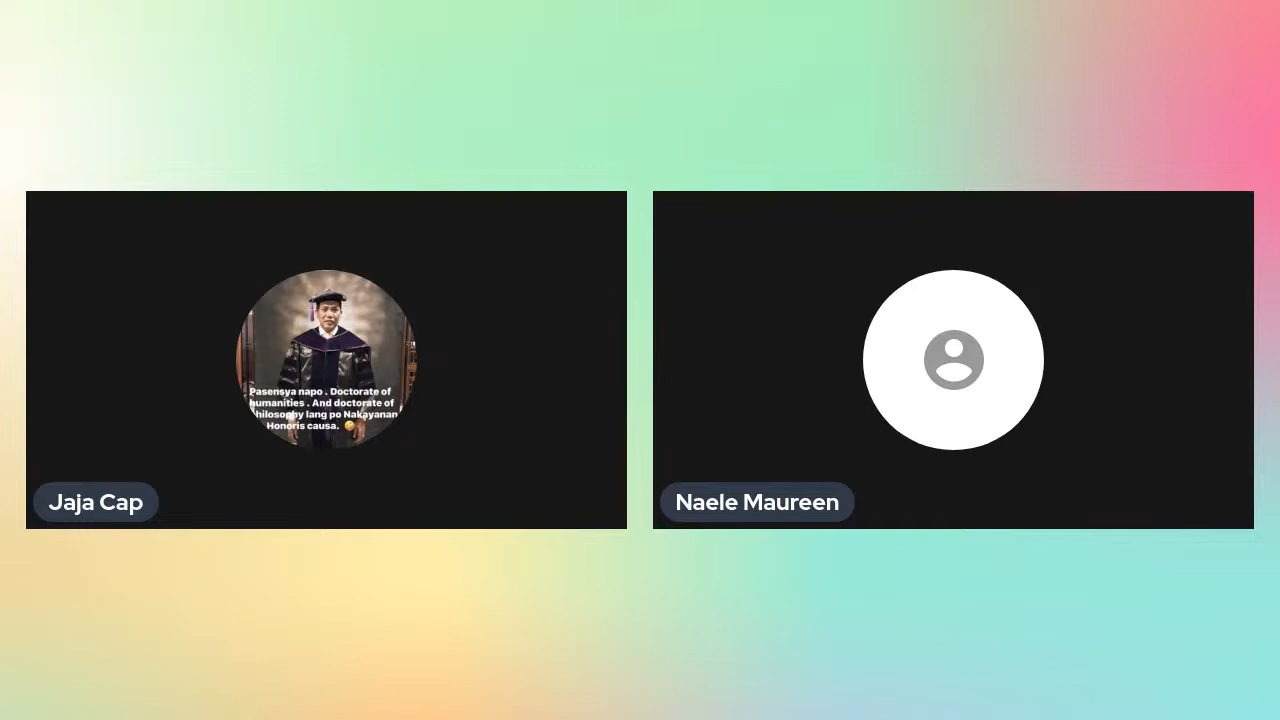 Pasensya napo . Doctorate of
humanities . And doctorate of
hilosophy lang po Nakayanan
Honoris causa. 🤣
Jaja Cap
Naele Maureen